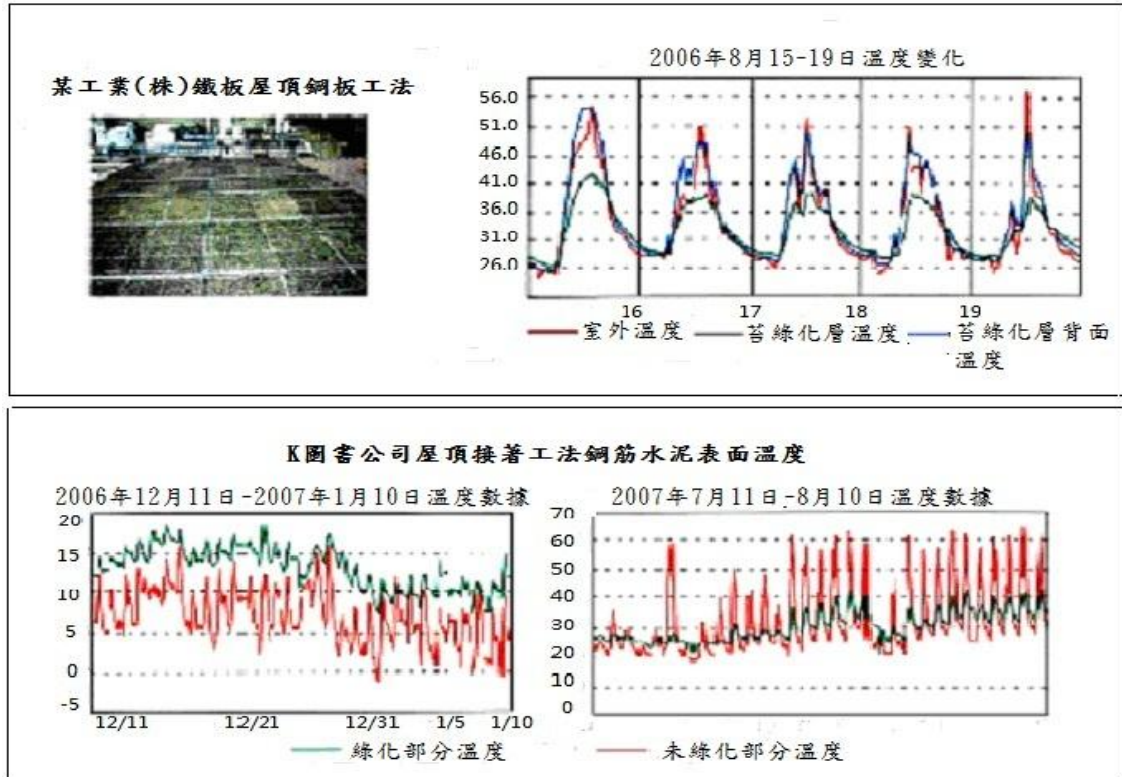 某工業(株)鐵板屋頂鋼板工法
2006年8月15-19日溫度變化
56.0
51.0
46.0
41.0
36.0
31.0
26.0
16 17 18 19
室外溫度 苔綠化層溫度 苔綠化層背面
溫度
K圖書公司屋頂接著工法鋼筋水泥表面溫度
2006年12月11日-2007年1月10日溫度數據
20
15
10
5
0
-5
12/11 12/21 12/31 1/5 1/10
2007年7月11日-8月10日溫度數據
70
60
50
40
30
20
10
0
綠化部分溫度 未綠化部分溫度